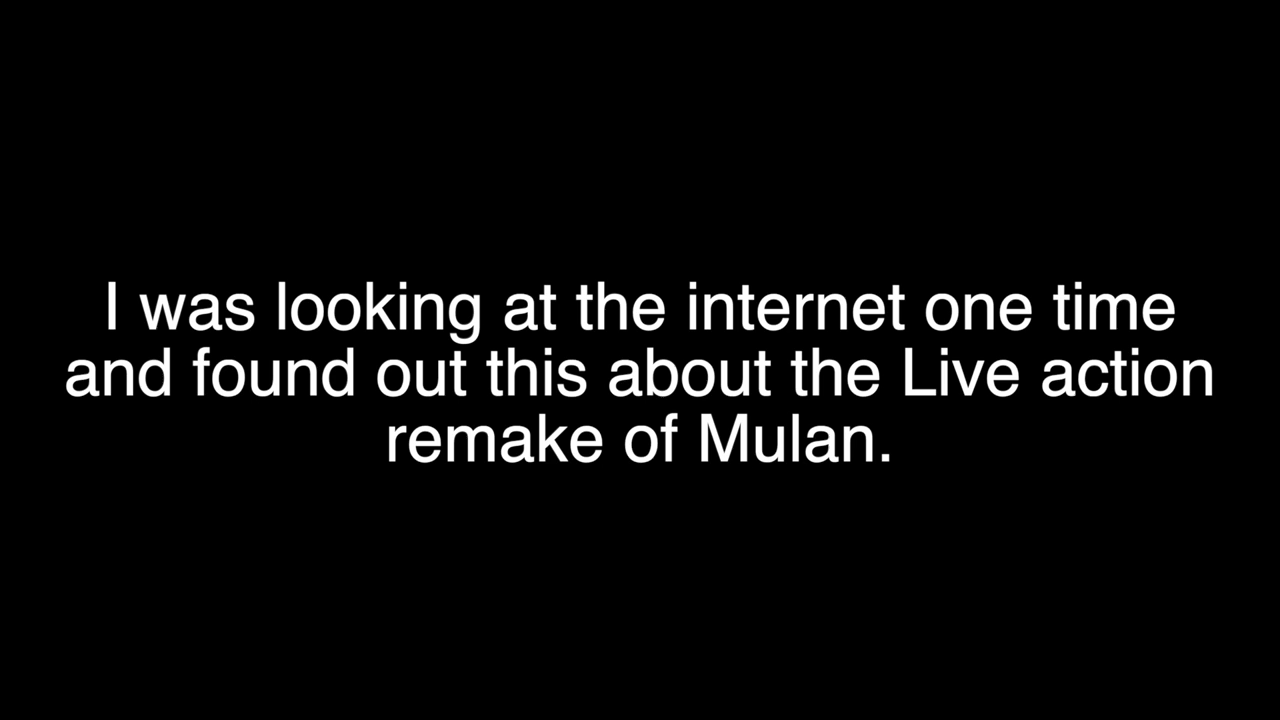 I was looking at the internet one time
and found out this about the Live action
remake of Mulan.